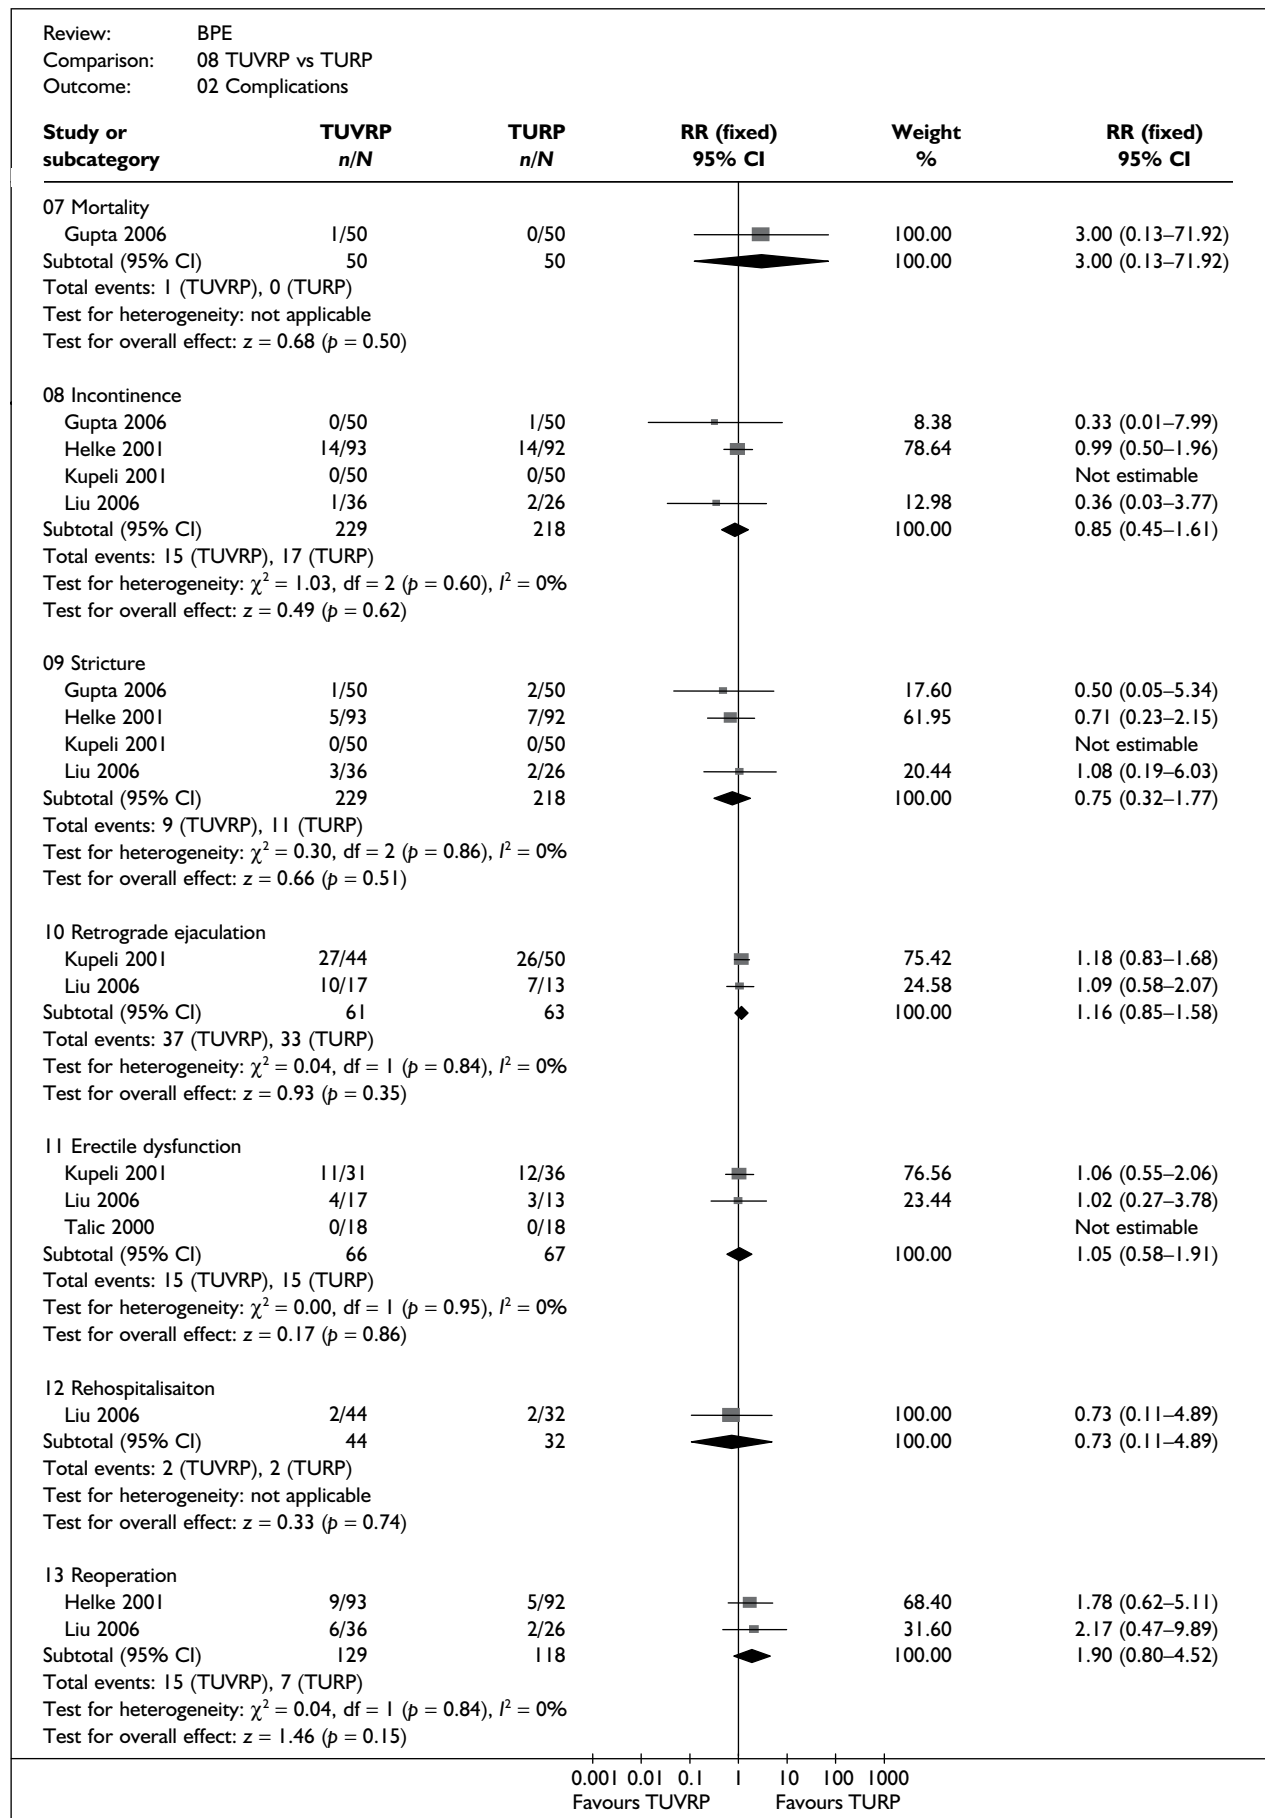 Review: BPE
Comparison: 08 TUVRP vs TURP
Outcome: 02 Complications
Study or TUVRP TURP RR (fixed) Weight RR (fixed)
subcategory n/N n/N 95% CI % 95% CI
07 Mortality
Gupta 2006 1/50 0/50 100.00 3.00 (0.13–71.92)
Subtotal (95% CI) 50 50 100.00 3.00 (0.13–71.92)
Total events: 1 (TUVRP), 0 (TURP)
Test for heterogeneity: not applicable
Test for overall effect: z = 0.68 (p = 0.50)
08 Incontinence
Gupta 2006 0/50 1/50 8.38 0.33 (0.01–7.99)
Helke 2001 14/93 14/92 78.64 0.99 (0.50–1.96)
Kupeli 2001 0/50 0/50 Not estimable
Liu 2006 1/36 2/26 12.98 0.36 (0.03–3.77)
Subtotal (95% CI) 229 218 100.00 0.85 (0.45–1.61)
Total events: 15 (TUVRP), 17 (TURP)
Test for heterogeneity: χ² = 1.03, df = 2 (p = 0.60), I² = 0%
Test for overall effect: z = 0.49 (p = 0.62)
09 Stricture
Gupta 2006 1/50 2/50 17.60 0.50 (0.05–5.34)
Helke 2001 5/93 7/92 61.95 0.71 (0.23–2.15)
Kupeli 2001 0/50 0/50 Not estimable
Liu 2006 3/36 2/26 20.44 1.08 (0.19–6.03)
Subtotal (95% CI) 229 218 100.00 0.75 (0.32–1.77)
Total events: 9 (TUVRP), 11 (TURP)
Test for heterogeneity: χ² = 0.30, df = 2 (p = 0.86), I² = 0%
Test for overall effect: z = 0.66 (p = 0.51)
10 Retrograde ejaculation
Kupeli 2001 27/44 26/50 75.42 1.18 (0.83–1.68)
Liu 2006 10/17 7/13 24.58 1.09 (0.58–2.07)
Subtotal (95% CI) 61 63 100.00 1.16 (0.85–1.58)
Total events: 37 (TUVRP), 33 (TURP)
Test for heterogeneity: χ² = 0.04, df = 1 (p = 0.84), I² = 0%
Test for overall effect: z = 0.93 (p = 0.35)
11 Erectile dysfunction
Kupeli 2001 11/31 12/36 76.56 1.06 (0.55–2.06)
Liu 2006 4/17 3/13 23.44 1.02 (0.27–3.78)
Talic 2000 0/18 0/18 Not estimable
Subtotal (95% CI) 66 67 100.00 1.05 (0.58–1.91)
Total events: 15 (TUVRP), 15 (TURP)
Test for heterogeneity: χ² = 0.00, df = 1 (p = 0.95), I² = 0%
Test for overall effect: z = 0.17 (p = 0.86)
12 Rehospitalisaiton
Liu 2006 2/44 2/32 100.00 0.73 (0.11–4.89)
Subtotal (95% CI) 44 32 100.00 0.73 (0.11–4.89)
Total events: 2 (TUVRP), 2 (TURP)
Test for heterogeneity: not applicable
Test for overall effect: z = 0.33 (p = 0.74)
13 Reoperation
Helke 2001 9/93 5/92 68.40 1.78 (0.62–5.11)
Liu 2006 6/36 2/26 31.60 2.17 (0.47–9.89)
Subtotal (95% CI) 129 118 100.00 1.90 (0.80–4.52)
Total events: 15 (TUVRP), 7 (TURP)
Test for heterogeneity: χ² = 0.04, df = 1 (p = 0.84), I² = 0%
Test for overall effect: z = 1.46 (p = 0.15)
0.001 0.01 0.1 1 10 100 1000
Favours TUVRP Favours TURP